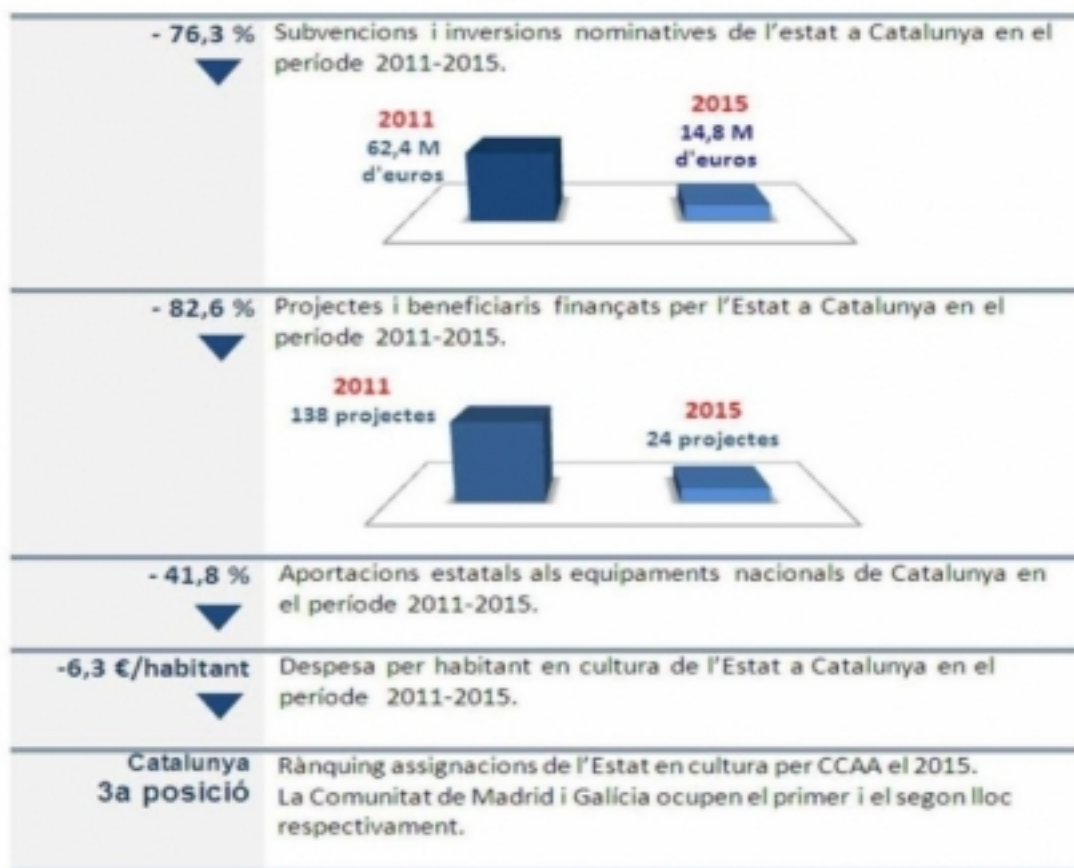 - 76,3 %
Subvencions i inversions nominatives de l'estat a Catalunya en el
període 2011-2015.
2011
62,4 M
d'euros
2015
14,8 M
d'euros
- 82,6 %
Projectes i beneficiaris finançats per l'Estat a Catalunya en el
període 2011-2015.
2011
138 projectes
2015
24 projectes
- 41,8 %
Aportacions estatals als equipaments nacionals de Catalunya en
el període 2011-2015.
-6,3 €/habitant
Despesa per habitant en cultura de l'Estat a Catalunya en el
període 2011-2015.
Catalunya
3a posició
Rànquing assignacions de l'Estat en cultura per CCAA el 2015.
La Comunitat de Madrid i Galícia ocupen el primer i el segon lloc
respectivament.